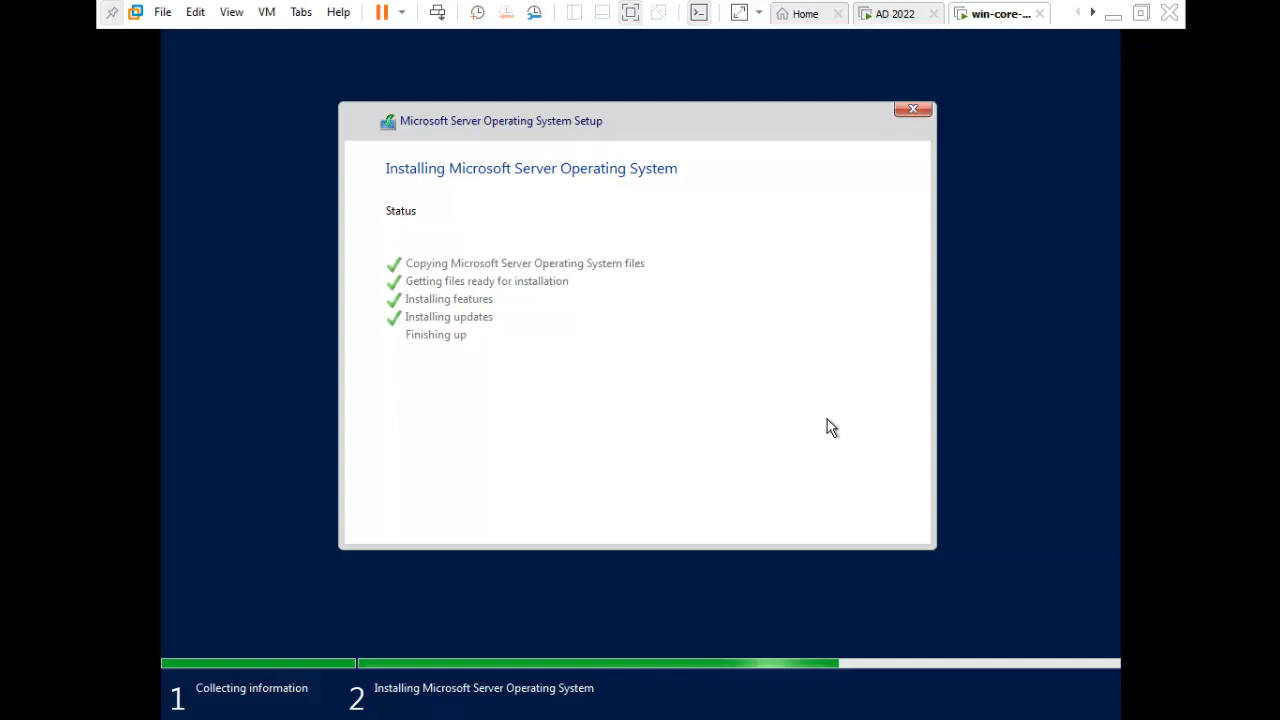 File Edit View VM Tabs Help Home AD 2022 win-core-...
Microsoft Server Operating System Setup
Installing Microsoft Server Operating System
Status
Copying Microsoft Server Operating System files
Getting files ready for installation
Installing features
Installing updates
Finishing up
1 Collecting information 2 Installing Microsoft Server Operating System